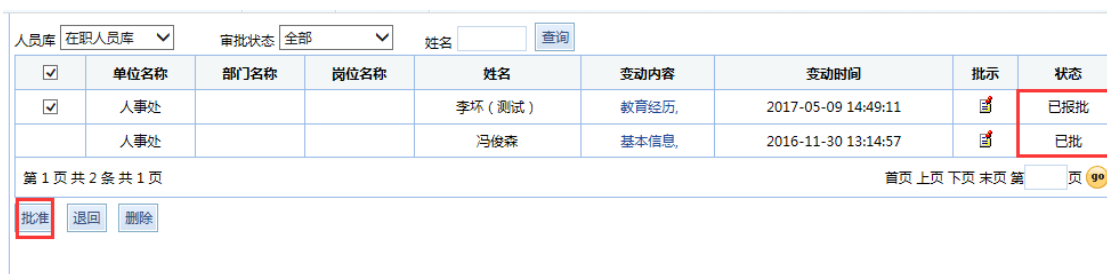 人员库 在职人员库 审批状态 全部 姓名 查询
单位名称 部门名称 岗位名称 姓名 变动内容 变动时间 批示 状态
人事处 李坏（测试） 教育经历, 2017-05-09 14:49:11 已报批
人事处 冯俊森 基本信息, 2016-11-30 13:14:57 已批
第1页共2条共1页 首页 上页 下页 末页 第 页 go
批准 退回 删除